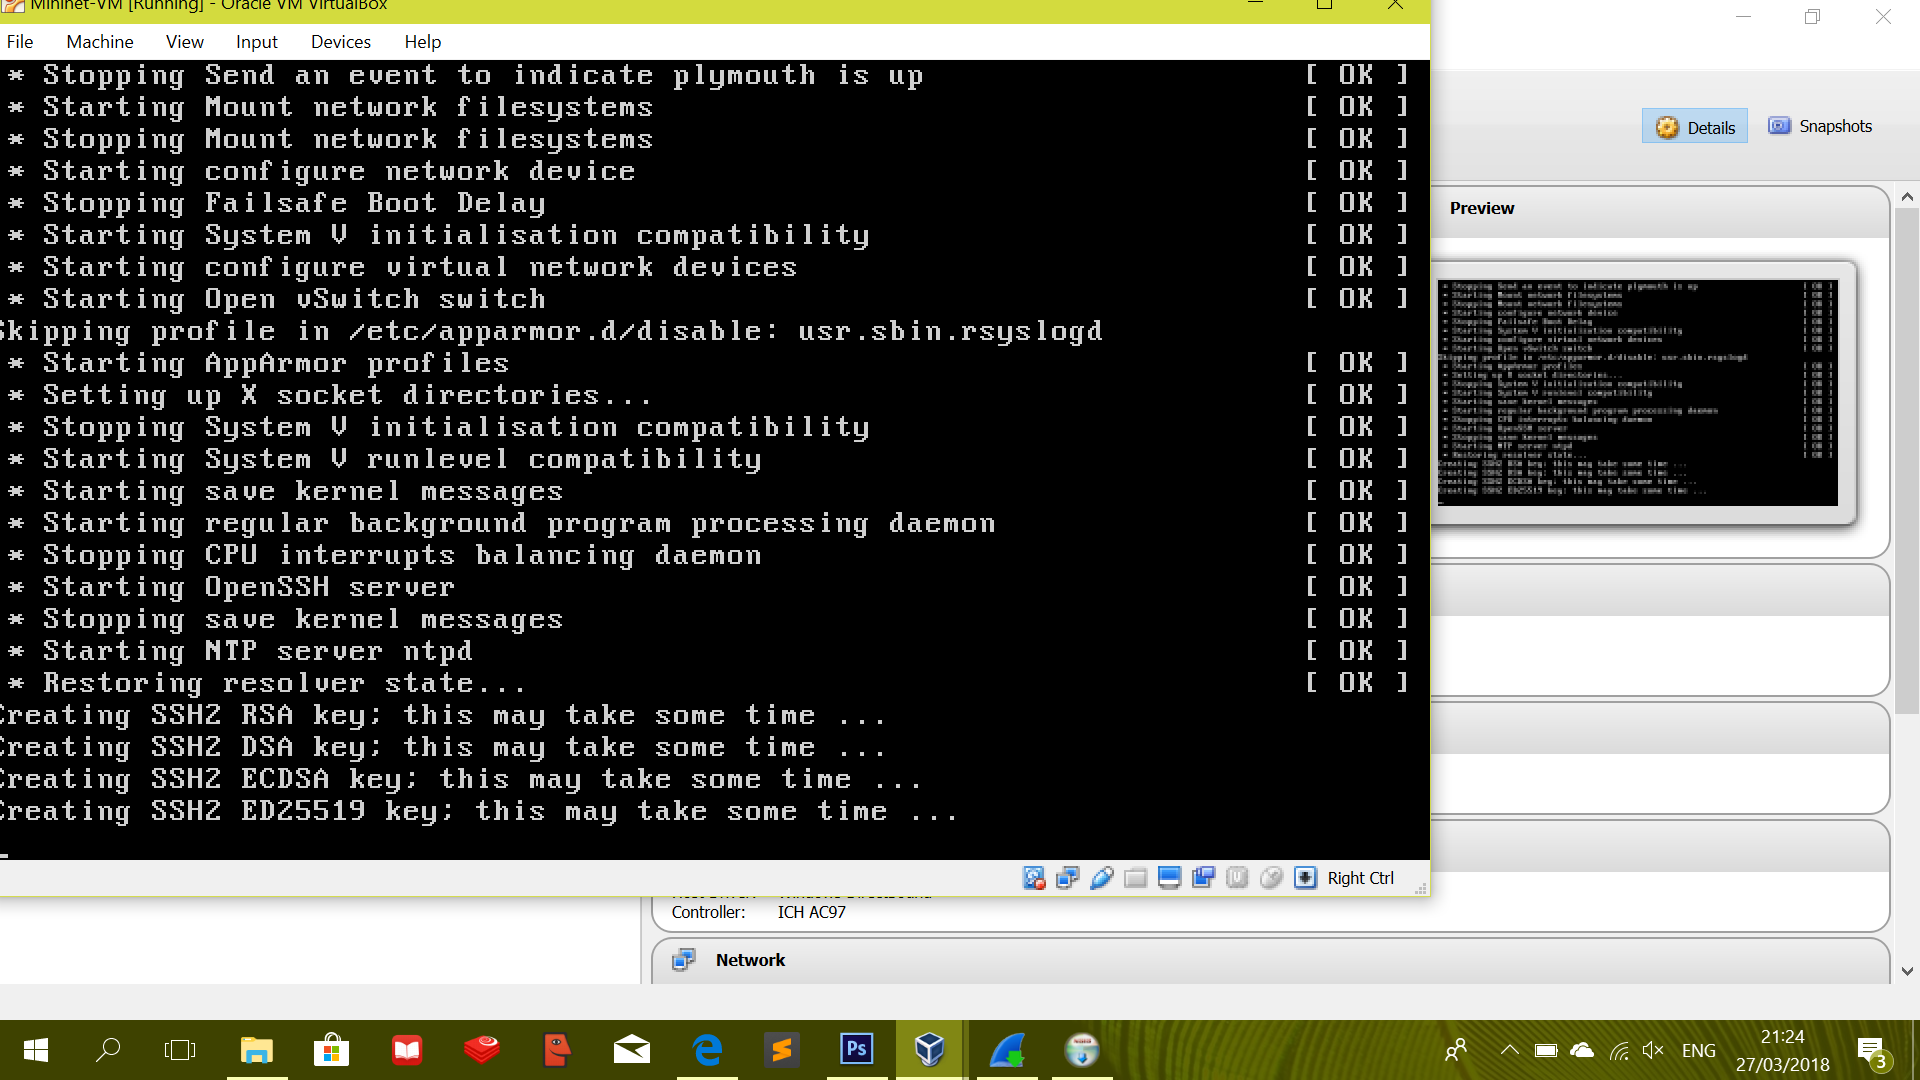 Mininet-VM [Running] - Oracle VM VirtualBox
File Machine View Input Devices Help
* Stopping Send an event to indicate plymouth is up [ OK ]
* Starting Mount network filesystems [ OK ]
* Stopping Mount network filesystems [ OK ]
* Starting configure network device [ OK ]
* Stopping Failsafe Boot Delay [ OK ]
* Starting System V initialisation compatibility [ OK ]
* Starting configure virtual network devices [ OK ]
* Starting Open vSwitch switch [ OK ]
Skipping profile in /etc/apparmor.d/disable: usr.sbin.rsyslogd
* Starting AppArmor profiles [ OK ]
* Setting up X socket directories... [ OK ]
* Stopping System V initialisation compatibility [ OK ]
* Starting System V runlevel compatibility [ OK ]
* Starting save kernel messages [ OK ]
* Starting regular background program processing daemon [ OK ]
* Stopping CPU interrupts balancing daemon [ OK ]
* Starting OpenSSH server [ OK ]
* Stopping save kernel messages [ OK ]
* Starting NTP server ntpd [ OK ]
* Restoring resolver state... [ OK ]
Creating SSH2 RSA key; this may take some time ...
Creating SSH2 DSA key; this may take some time ...
Creating SSH2 ECDSA key; this may take some time ...
Creating SSH2 ED25519 key; this may take some time ...
Right Ctrl
Details Snapshots
Preview
Controller: ICH AC97
Network
Ps
ENG
21:24
27/03/2018
3